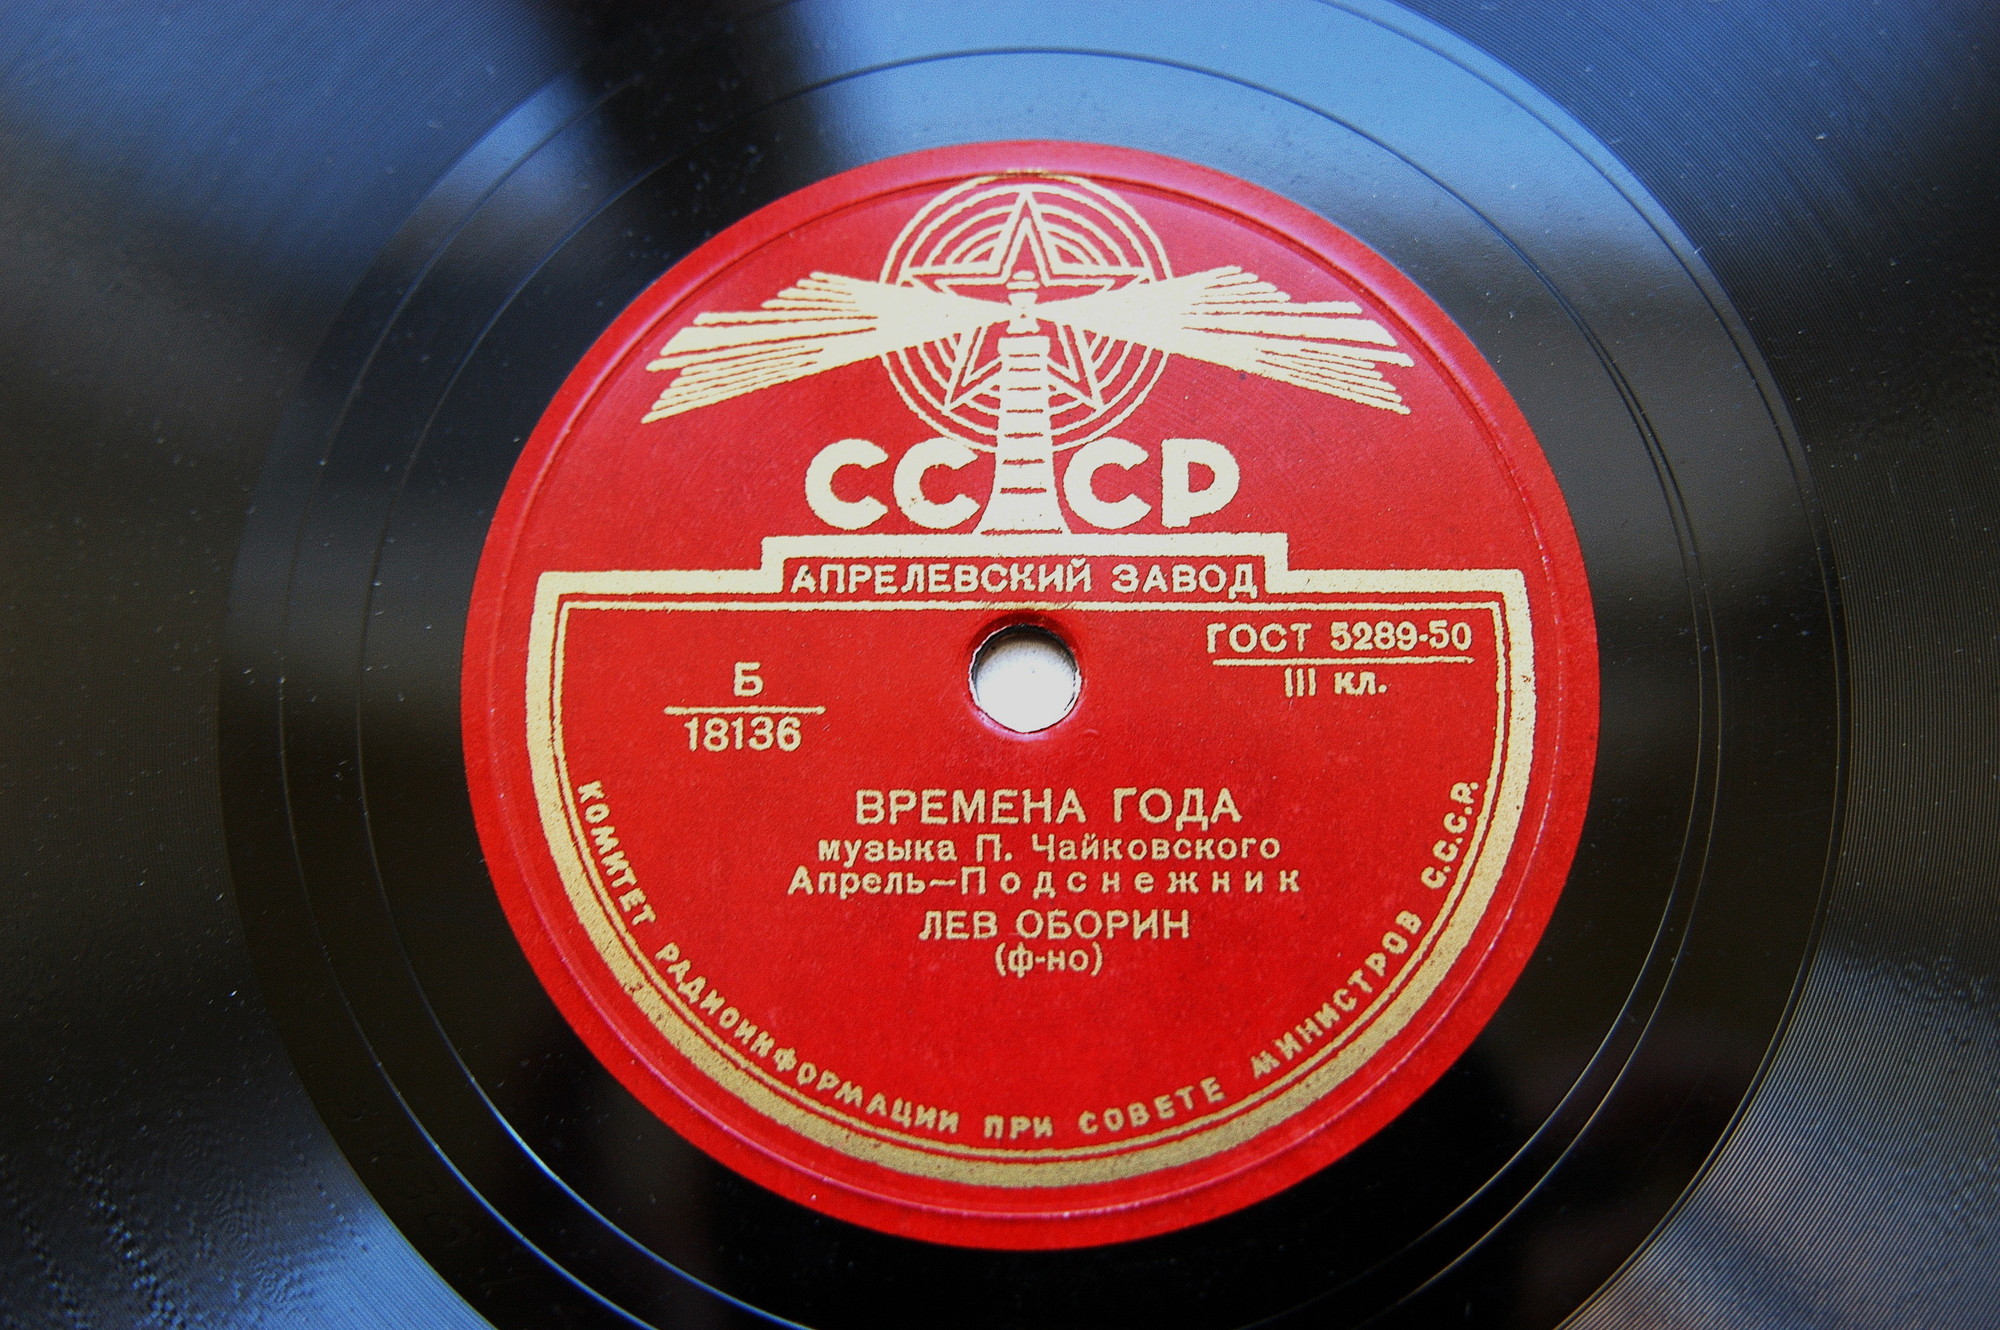 СССР
АПРЕЛЕВСКИЙ ЗАВОД
ГОСТ 5289-50
III кл.
Б
18136
ВРЕМЕНА ГОДА
музыка П. Чайковского
Апрель—Подснежник
ЛЕВ ОБОРИН
(ф-но)
КОМИТЕТ РАДИОИНФОРМАЦИИ ПРИ СОВЕТЕ МИНИСТРОВ С.С.С.Р.